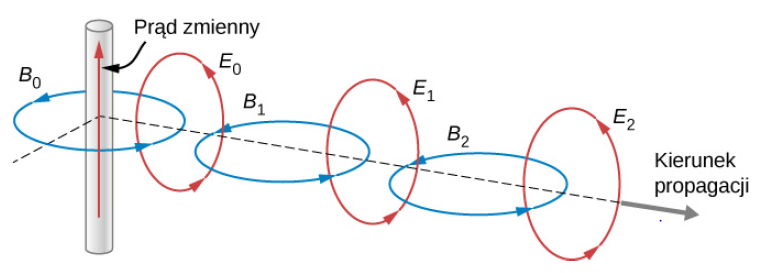 Prąd zmienny
B0
E0
B1
E1
B2
E2
Kierunek
propagacji